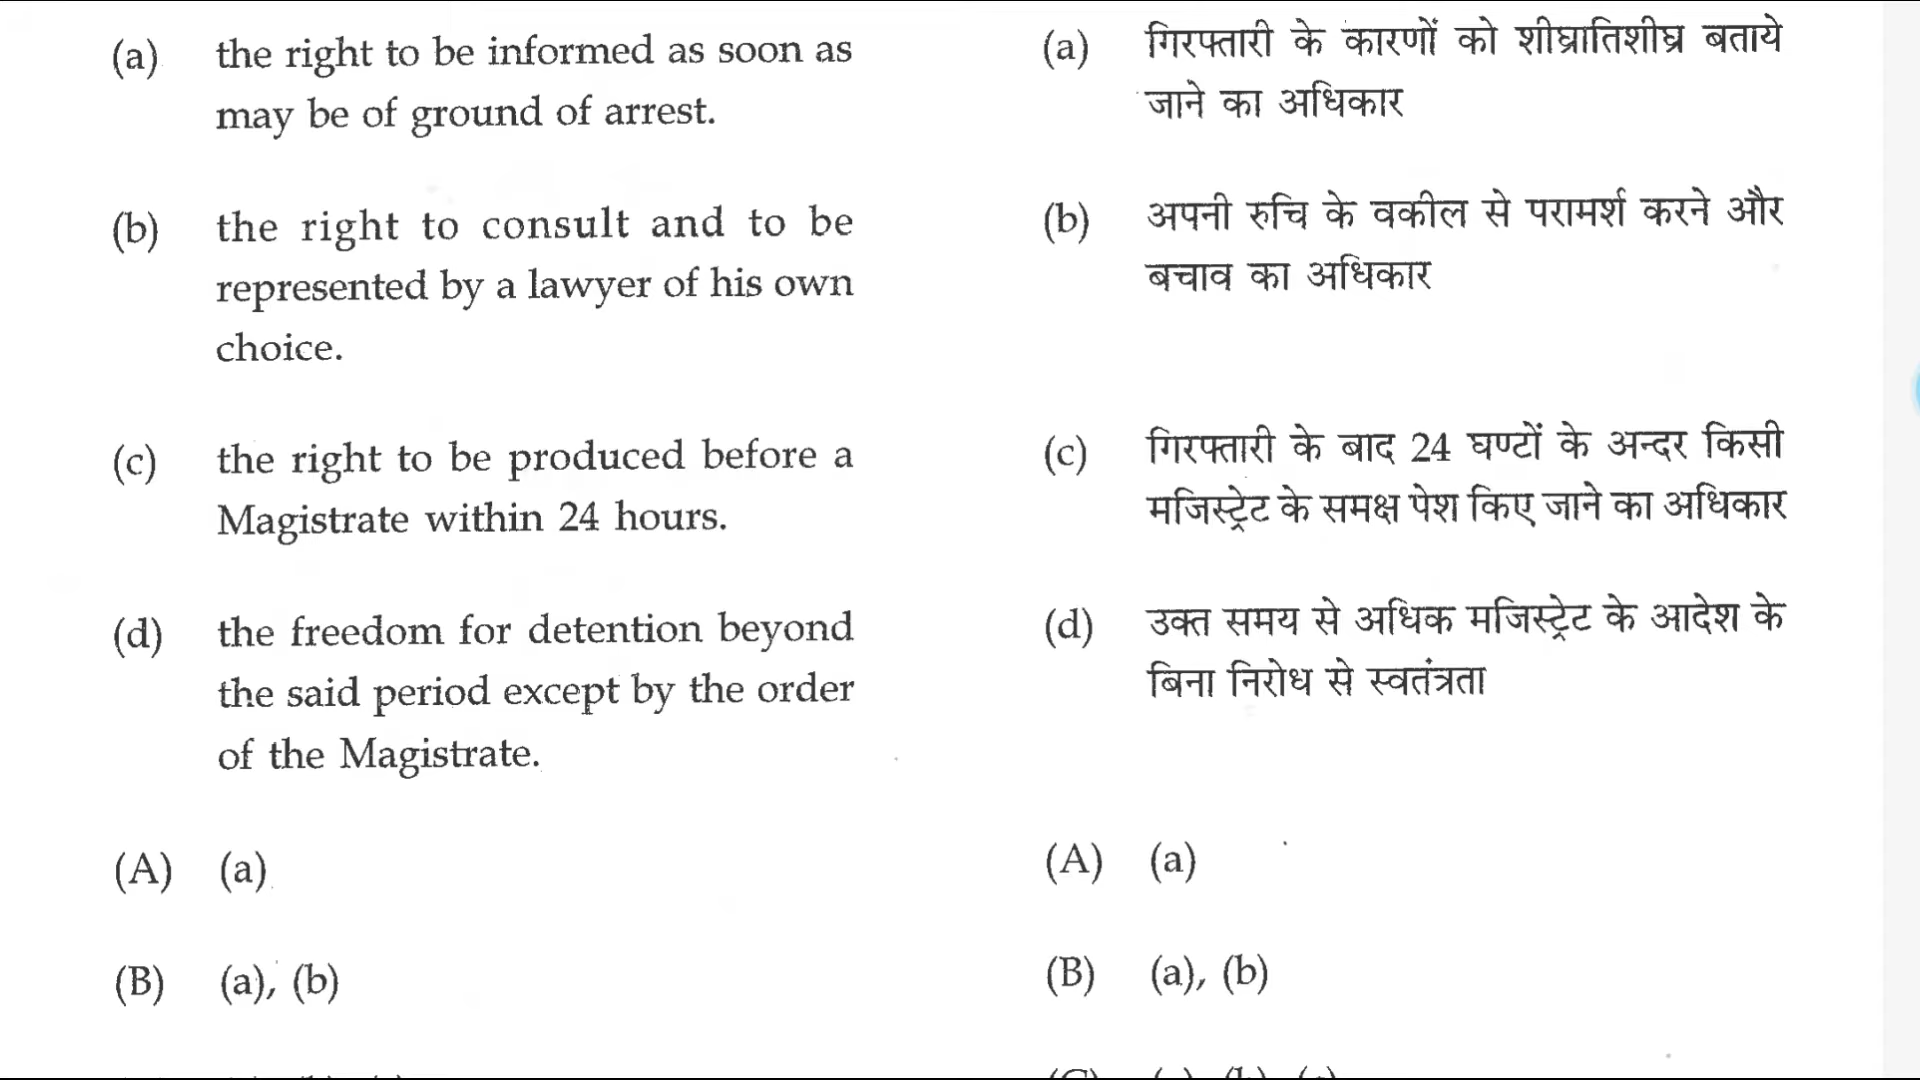 (a) the right to be informed as soon as
may be of ground of arrest.
(b) the right to consult and to be
represented by a lawyer of his own
choice.
(c) the right to be produced before a
Magistrate within 24 hours.
(d) the freedom for detention beyond
the said period except by the order
of the Magistrate.
(A) (a)
(B) (a), (b)
(a) गिरफ्तारी के कारणों को शीघ्रातिशीघ्र बताये
जाने का अधिकार
(b) अपनी रुचि के वकील से परामर्श करने और
बचाव का अधिकार
(c) गिरफ्तारी के बाद 24 घण्टों के अन्दर किसी
मजिस्ट्रेट के समक्ष पेश किए जाने का अधिकार
(d) उक्त समय से अधिक मजिस्ट्रेट के आदेश के
बिना निरोध से स्वतंत्रता
(A) (a)
(B) (a), (b)